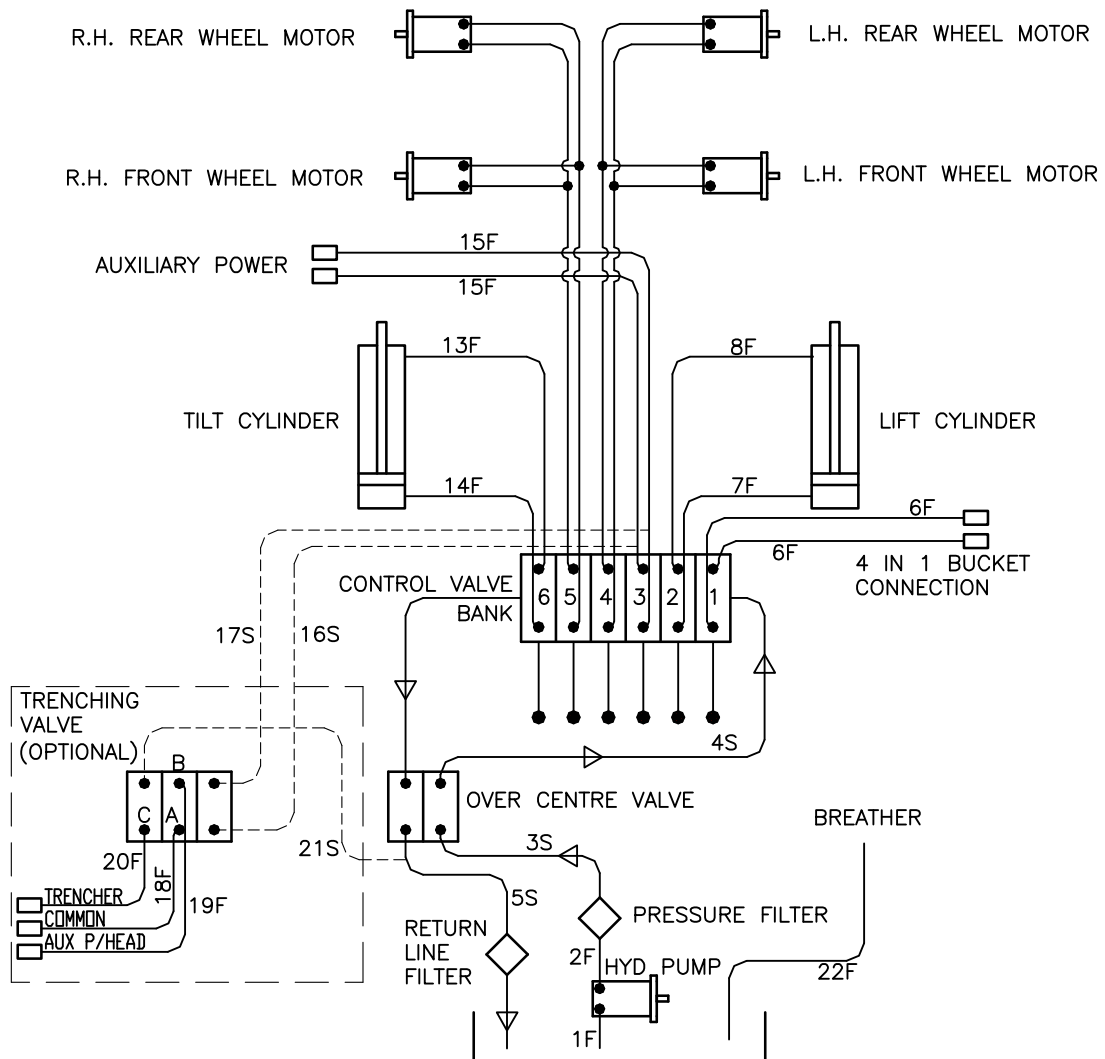 R.H. REAR WHEEL MOTOR
L.H. REAR WHEEL MOTOR
R.H. FRONT WHEEL MOTOR
L.H. FRONT WHEEL MOTOR
15F
AUXILIARY POWER
15F
13F
8F
TILT CYLINDER
LIFT CYLINDER
14F
7F
6F
6F
4 IN 1 BUCKET
CONNECTION
CONTROL VALVE
BANK
6 5 4 3 2 1
17S
16S
TRENCHING
VALVE
(OPTIONAL)
4S
B
OVER CENTRE VALVE
C A
BREATHER
3S
21S
20F
18F
19F
5S
TRENCHER
COMMON
AUX P/HEAD
PRESSURE FILTER
RETURN
LINE
FILTER
2F
HYD PUMP
22F
1F